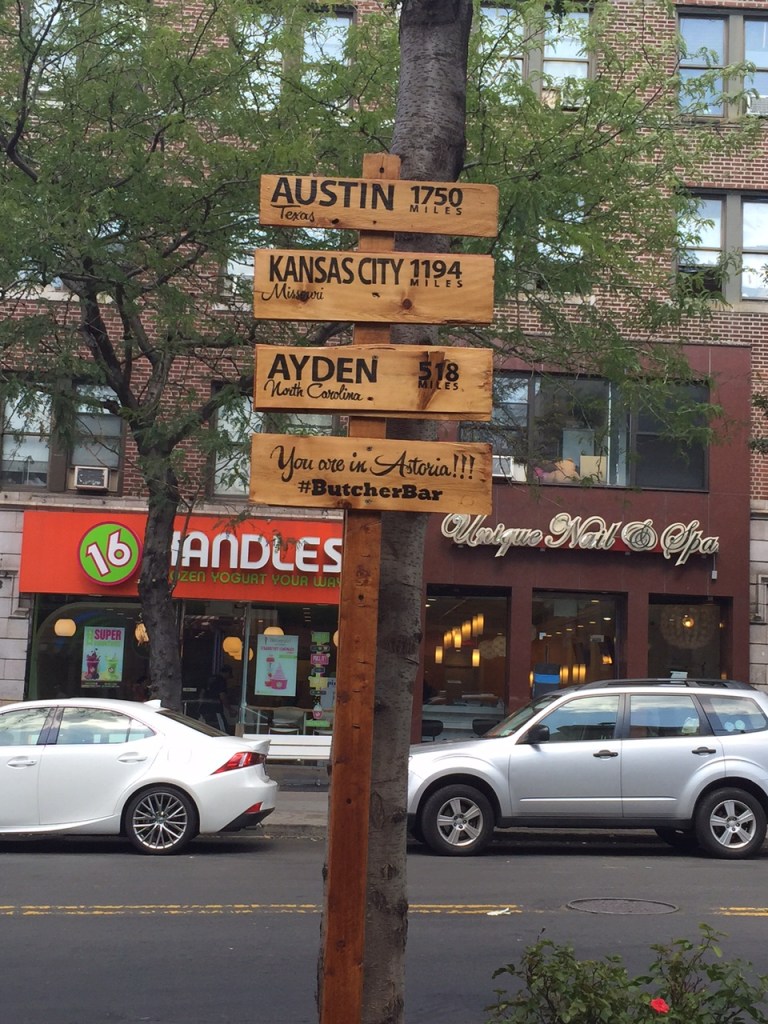 AUSTIN 1750
Texas MILES
KANSAS CITY 1194
Missouri MILES
AYDEN 518
North Carolina MILES
You are in Astoria!!!
#ButcherBar
16 HANDLES
ZEN YOGURT YOUR WAY
Unique Nail & Spa
SUPER